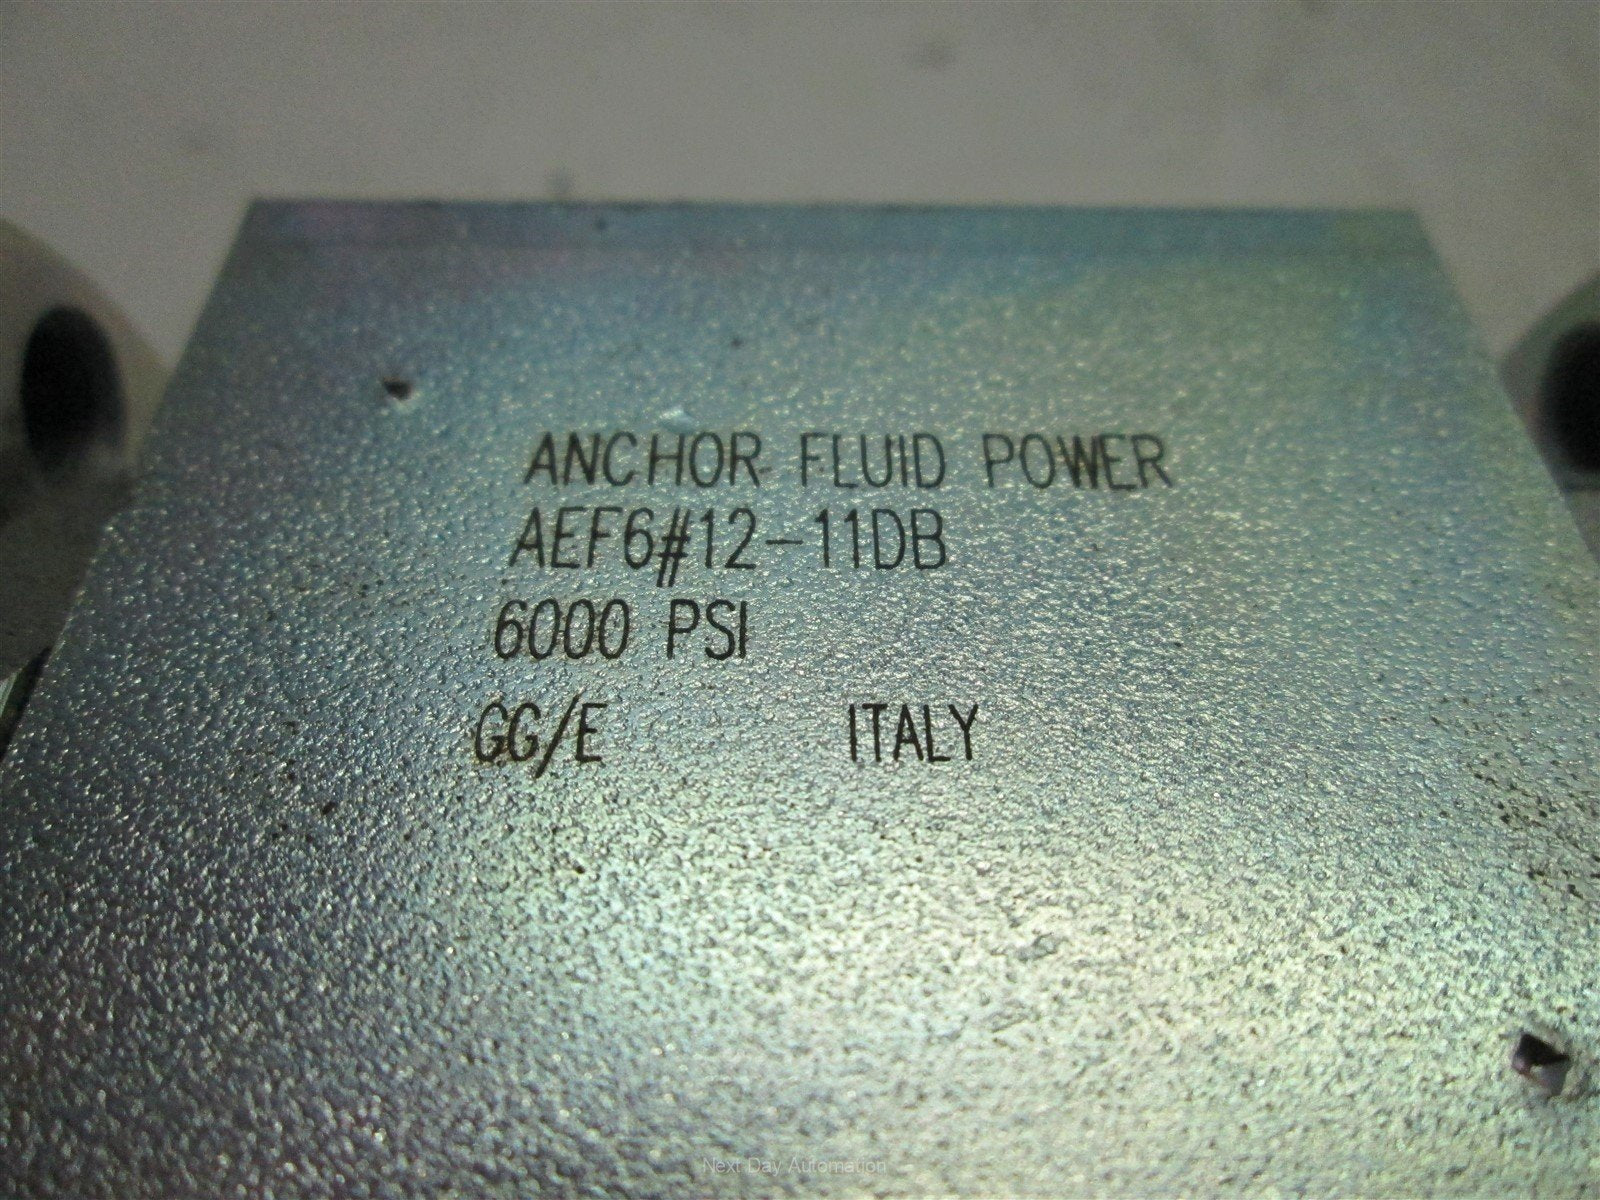 ANCHOR FLUID POWER
AEF6#12-11DB
6000 PSI
GG/E ITALY
Next Day Automation